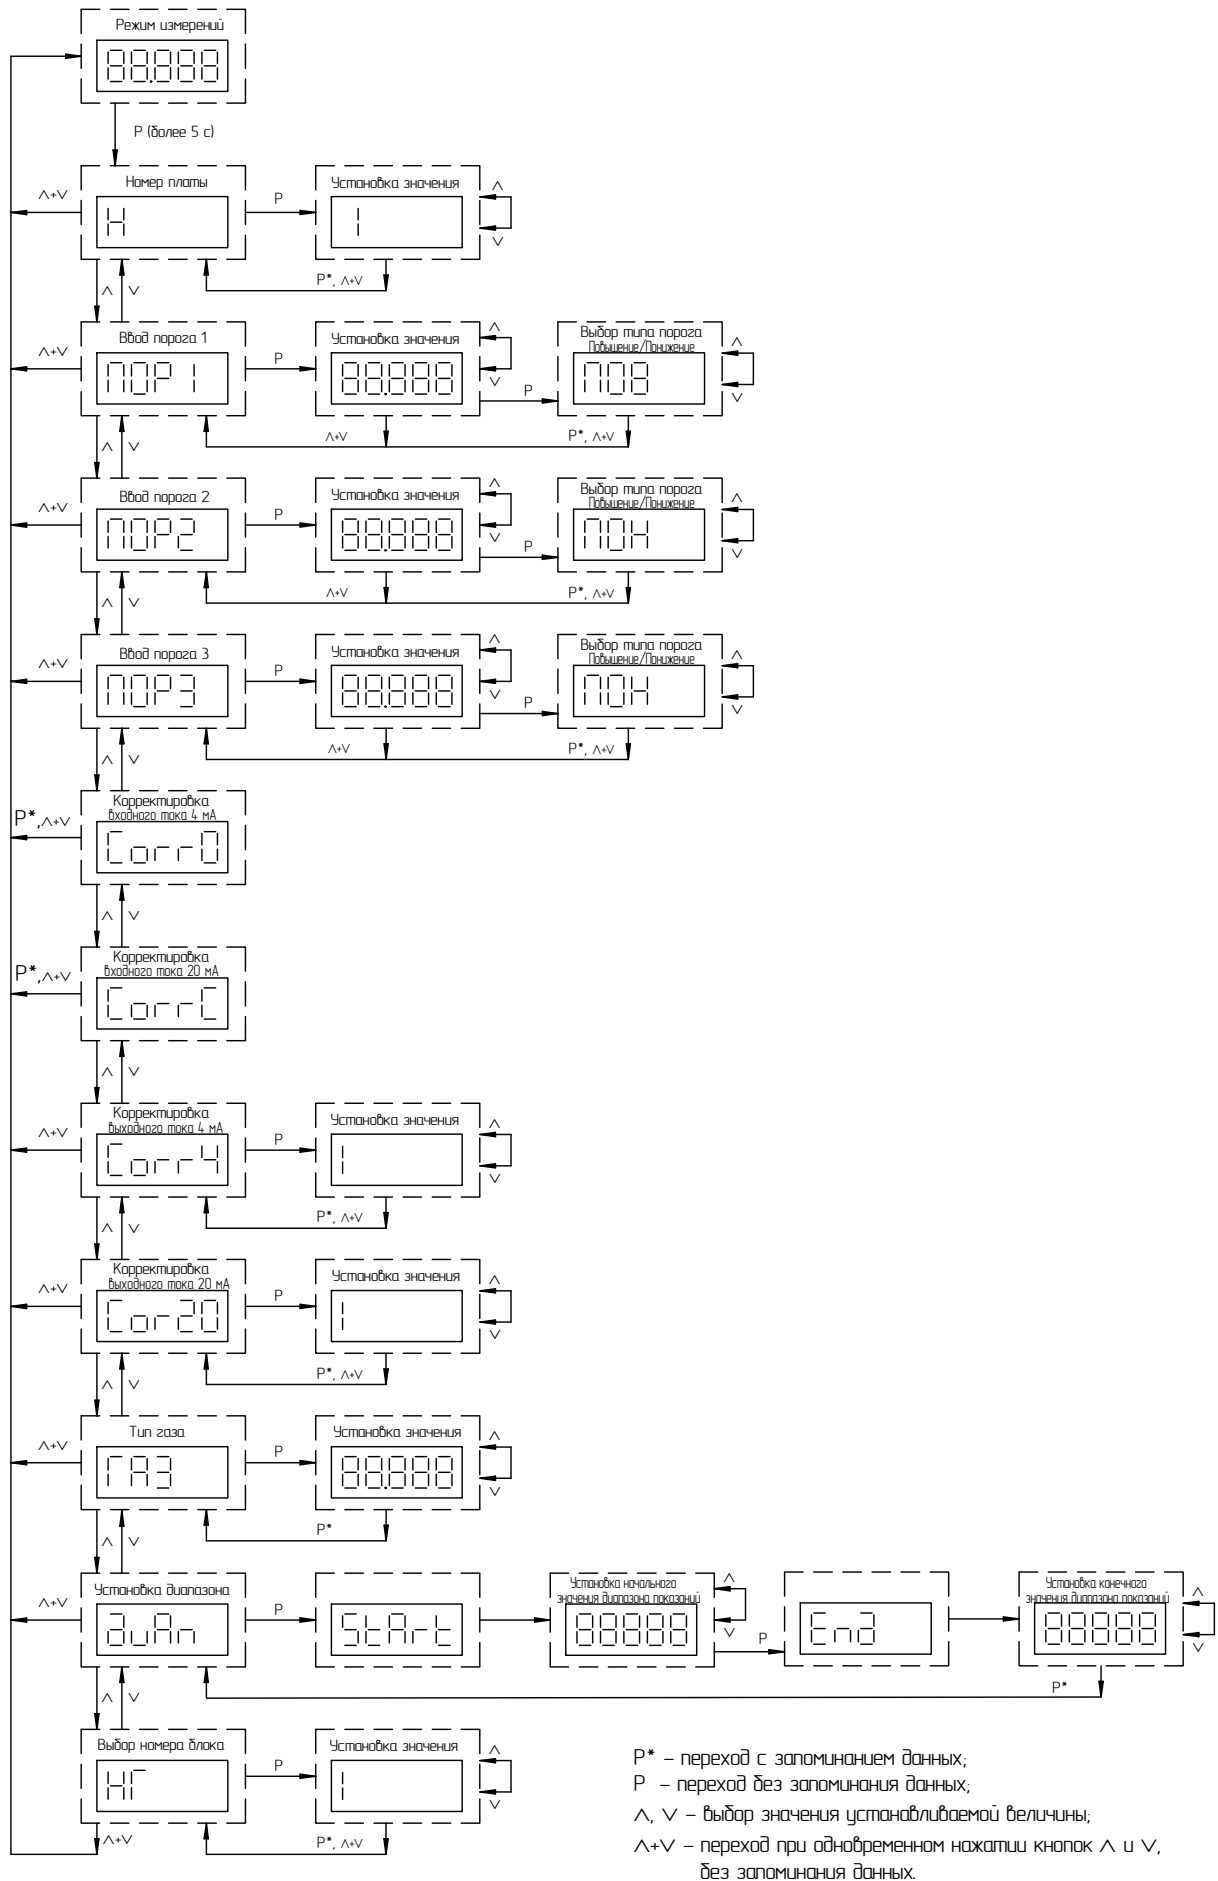 Режим измерений
88.888
P (более 5 с)
Номер платы
H
Λ+V
P
Установка значения
1
Λ
V
P*, Λ+V
Λ
V
Ввод порога 1
ПОР1
Λ+V
P
Установка значения
88.888
Λ
V
P
Выбор типа порога
Повышение/Понижение
ПОВ
Λ
V
Λ+V
P*, Λ+V
Λ
V
Ввод порога 2
ПОР2
Λ+V
P
Установка значения
88.888
Λ
V
P
Выбор типа порога
Повышение/Понижение
ПОН
Λ
V
Λ+V
P*, Λ+V
Λ
V
Ввод порога 3
ПОР3
Λ+V
P
Установка значения
88.888
Λ
V
P
Выбор типа порога
Повышение/Понижение
ПОН
Λ
V
Λ+V
P*, Λ+V
Λ
V
Корректировка
входного тока 4 мА
Corr0
P*,Λ+V
Λ
V
Корректировка
входного тока 20 мА
CorrC
P*,Λ+V
Λ
V
Корректировка
выходного тока 4 мА
Corr4
Λ+V
P
Установка значения
1
Λ
V
P*, Λ+V
Λ
V
Корректировка
выходного тока 20 мА
Cor20
Λ+V
P
Установка значения
1
Λ
V
P*, Λ+V
Λ
V
Тип газа
ГАЗ
Λ+V
P
Установка значения
88.888
Λ
V
P*
Λ
V
Установка диапазона
диАп
Λ+V
P
StArt
Установка начального
значения диапазона показаний
88888
Λ
V
P
End
Установка конечного
значения диапазона показаний
88888
Λ
V
P*
Λ
V
Выбор номера блока
НГ
Λ+V
P
Установка значения
1
Λ
V
P*, Λ+V
P* – переход с запоминанием данных;
P – переход без запоминания данных;
Λ, V – выбор значения устанавливаемой величины;
Λ+V – переход при одновременном нажатии кнопок Λ и V,
без запоминания данных.